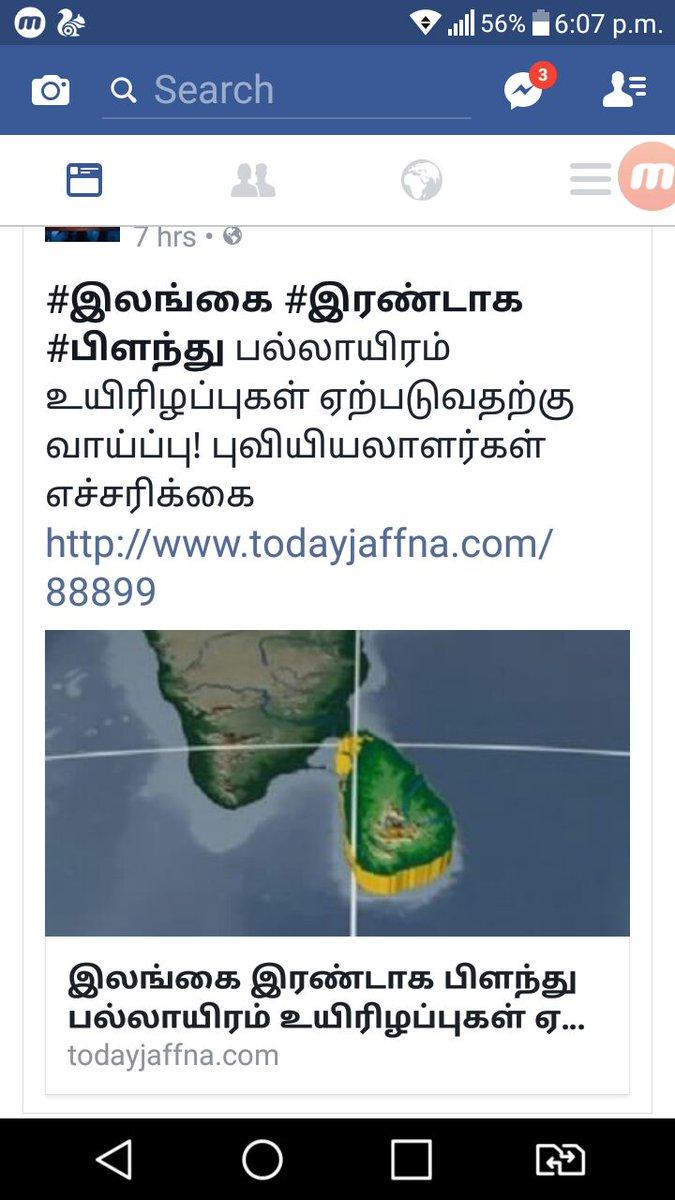 56% 6:07 p.m.
Search
3
7 hrs •
#இலங்கை #இரண்டாக
#பிளந்து பல்லாயிரம்
உயிரிழப்புகள் ஏற்படுவதற்கு
வாய்ப்பு! புவியியலாளர்கள்
எச்சரிக்கை
http://www.todayjaffna.com/
88899
இலங்கை இரண்டாக பிளந்து
பல்லாயிரம் உயிரிழப்புகள் ஏ...
todayjaffna.com